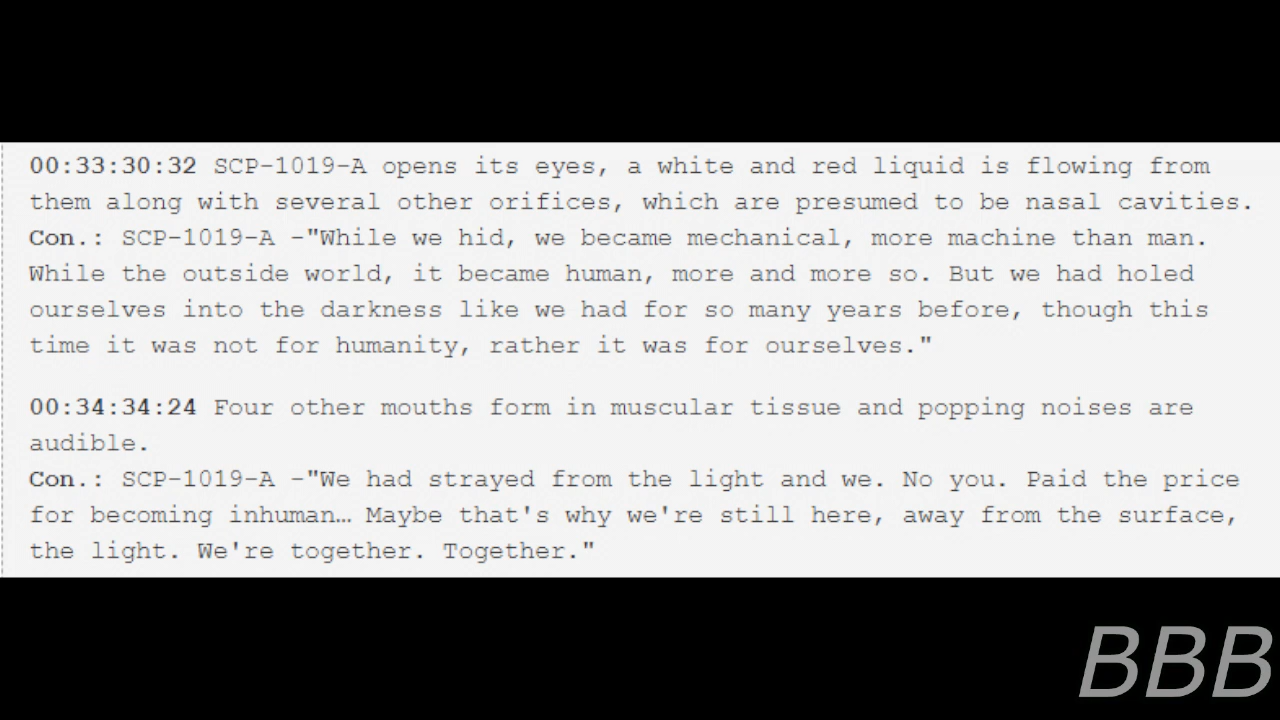 00:33:30:32 SCP-1019-A opens its eyes, a white and red liquid is flowing from
them along with several other orifices, which are presumed to be nasal cavities.
Con.: SCP-1019-A -"While we hid, we became mechanical, more machine than man.
While the outside world, it became human, more and more so. But we had holed
ourselves into the darkness like we had for so many years before, though this
time it was not for humanity, rather it was for ourselves."
00:34:34:24 Four other mouths form in muscular tissue and popping noises are
audible.
Con.: SCP-1019-A -"We had strayed from the light and we. No you. Paid the price
for becoming inhuman… Maybe that's why we're still here, away from the surface,
the light. We're together. Together."
BBB